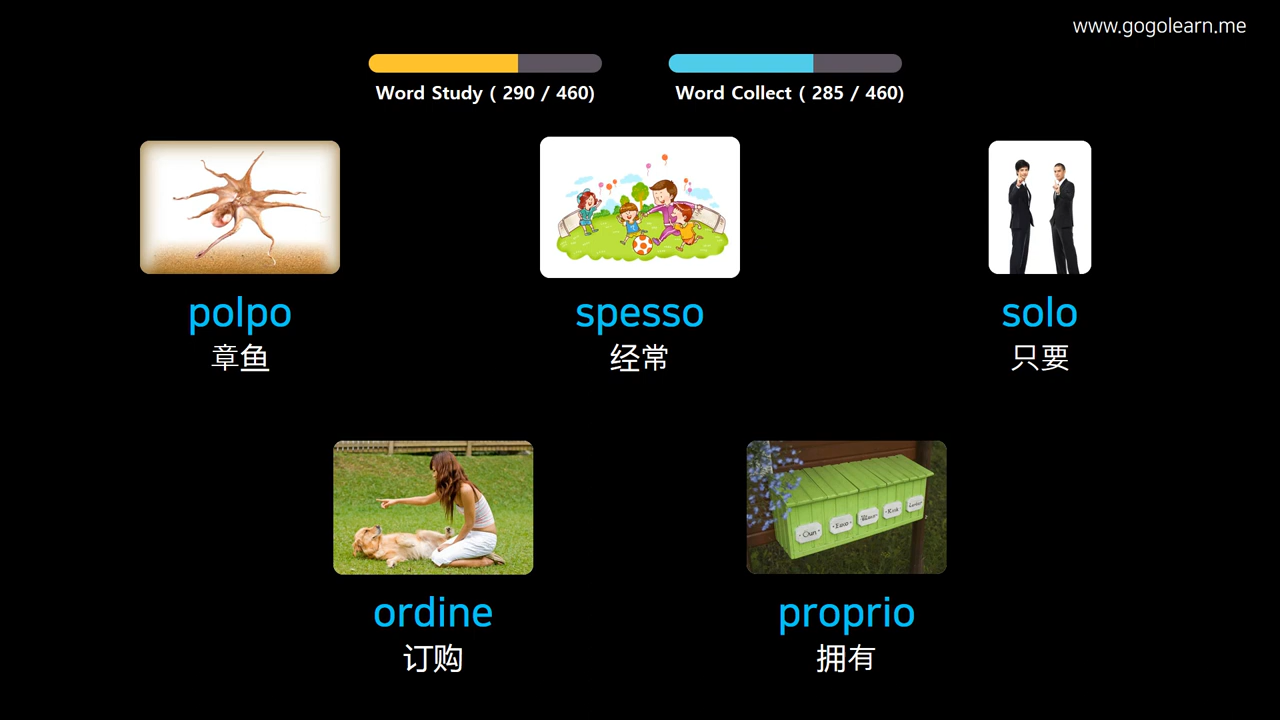 www.gogolearn.me
Word Study ( 290 / 460)
Word Collect ( 285 / 460)
polpo
章鱼
spesso
经常
solo
只要
ordine
订购
proprio
拥有